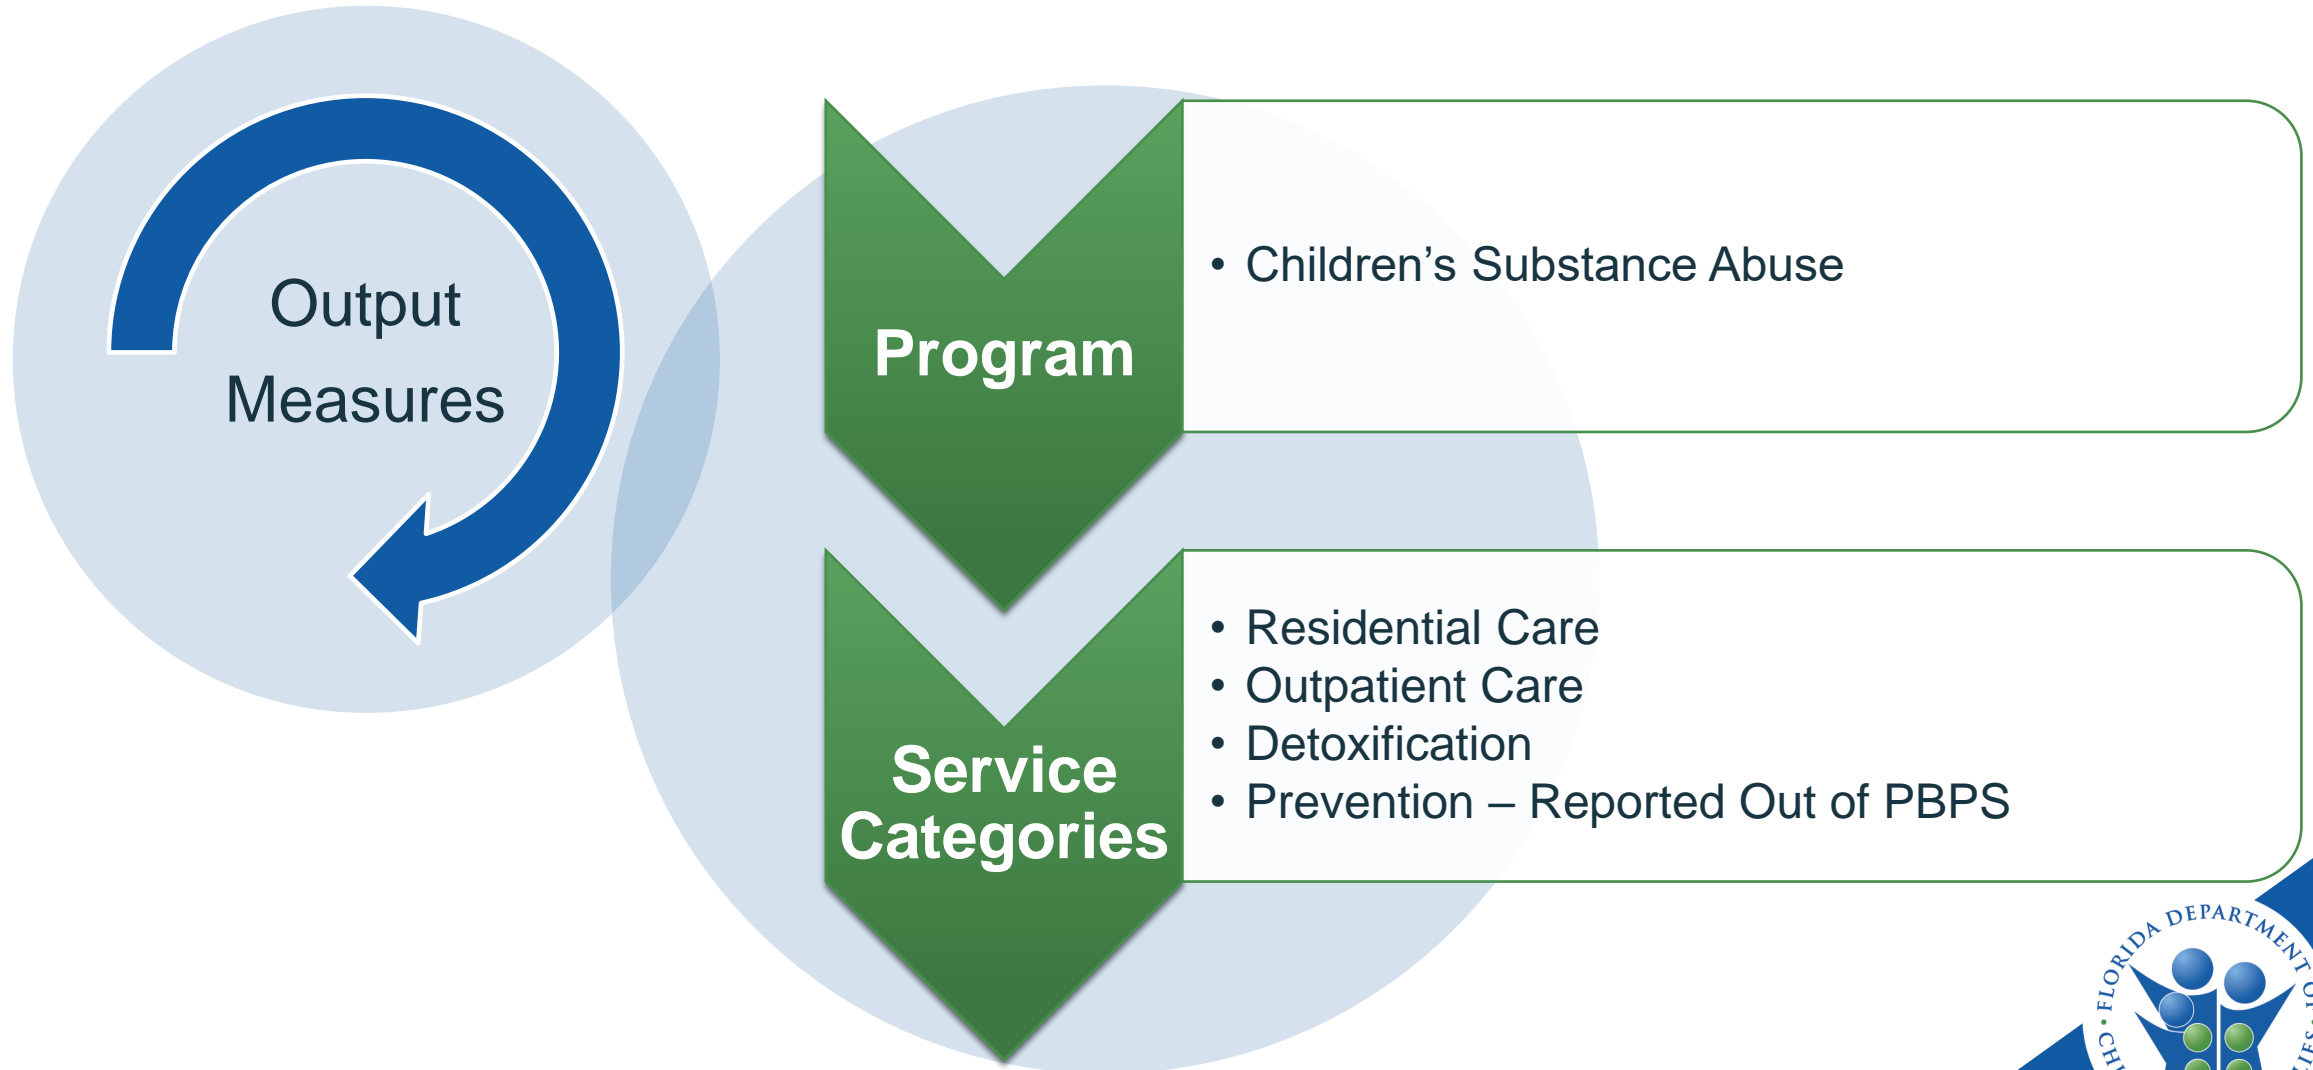 Output
Measures
Program
• Children’s Substance Abuse
Service
Categories
• Residential Care
• Outpatient Care
• Detoxification
• Prevention – Reported Out of PBPS
• FLORIDA DEPARTMENT